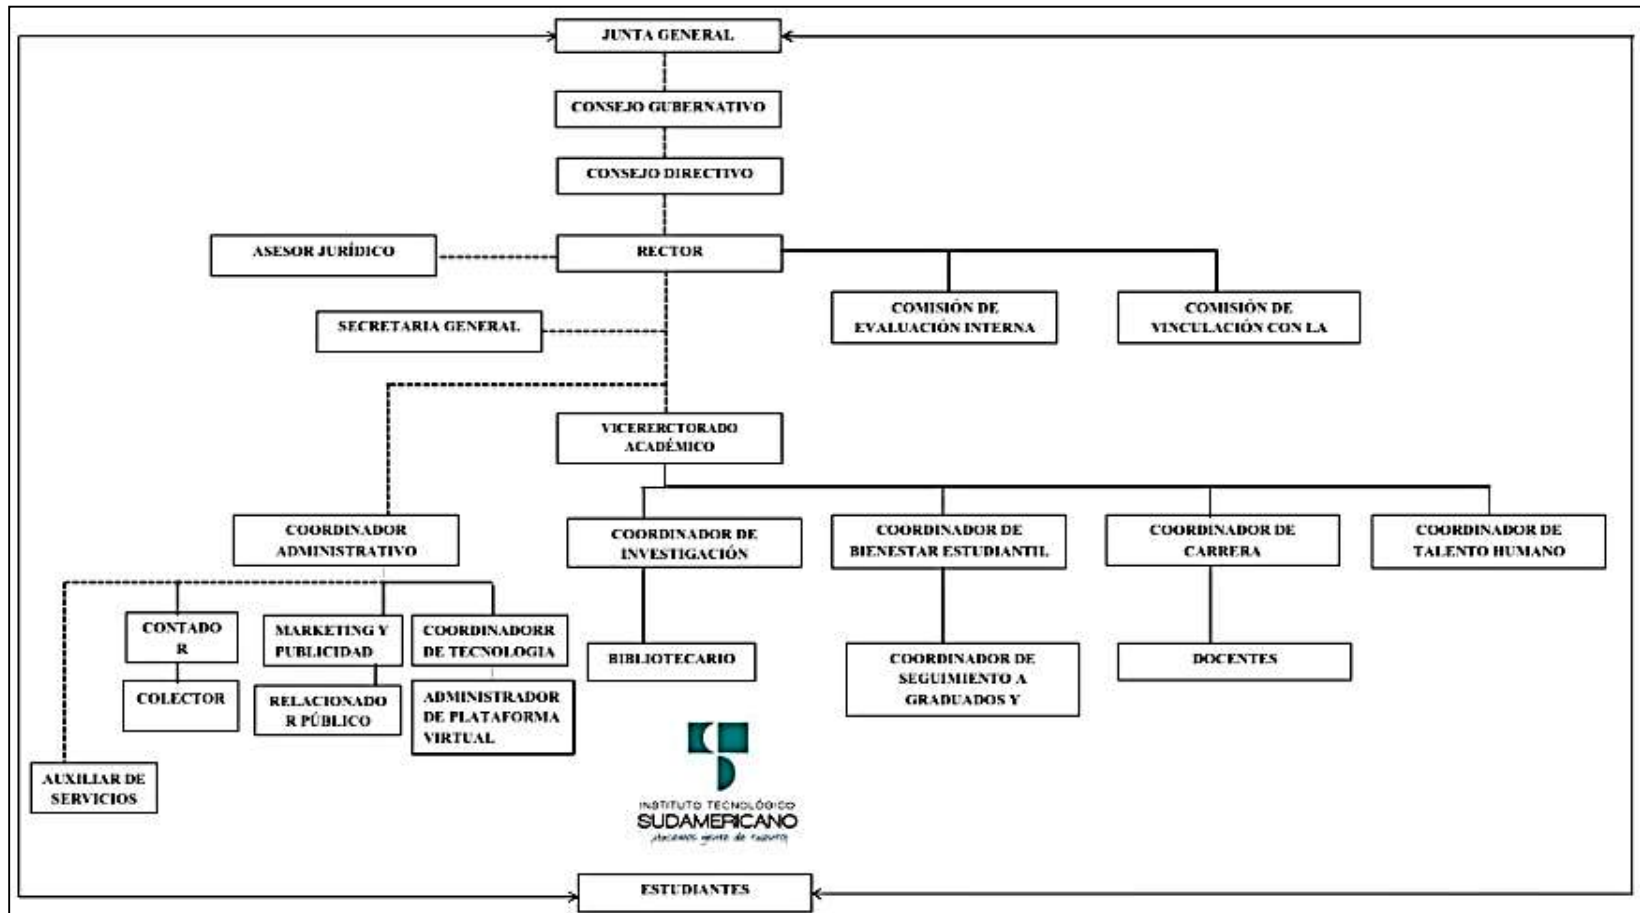 JUNTA GENERAL
CONSEJO GUBERNATIVO
CONSEJO DIRECTIVO
ASESOR JURÍDICO
RECTOR
COMISIÓN DE
EVALUACIÓN INTERNA
COMISIÓN DE
VINCULACIÓN CON LA
SECRETARIA GENERAL
VICERERCTORADO
ACADÉMICO
COORDINADOR
ADMINISTRATIVO
COORDINADOR DE
INVESTIGACIÓN
COORDINADOR DE
BIENESTAR ESTUDIANTIL
COORDINADOR DE
CARRERA
COORDINADOR DE
TALENTO HUMANO
CONTADO
R
MARKETING Y
PUBLICIDAD
COORDINADORR
DE TECNOLOGIA
BIBLIOTECARIO
COORDINADOR DE
SEGUIMIENTO A
GRADUADOS Y
DOCENTES
COLECTOR
RELACIONADO
R PÚBLICO
ADMINISTRADOR
DE PLATAFORMA
VIRTUAL
AUXILIAR DE
SERVICIOS
INSTITUTO TECNOLÓGICO
SUDAMERICANO
gente de
ESTUDIANTES